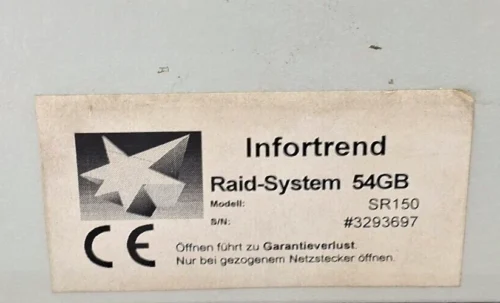 Infortrend
Raid-System 54GB
Modell: SR150
S/N: #3293697
CE
Öffnen führt zu Garantieverlust.
Nur bei gezogenem Netzstecker öffnen.